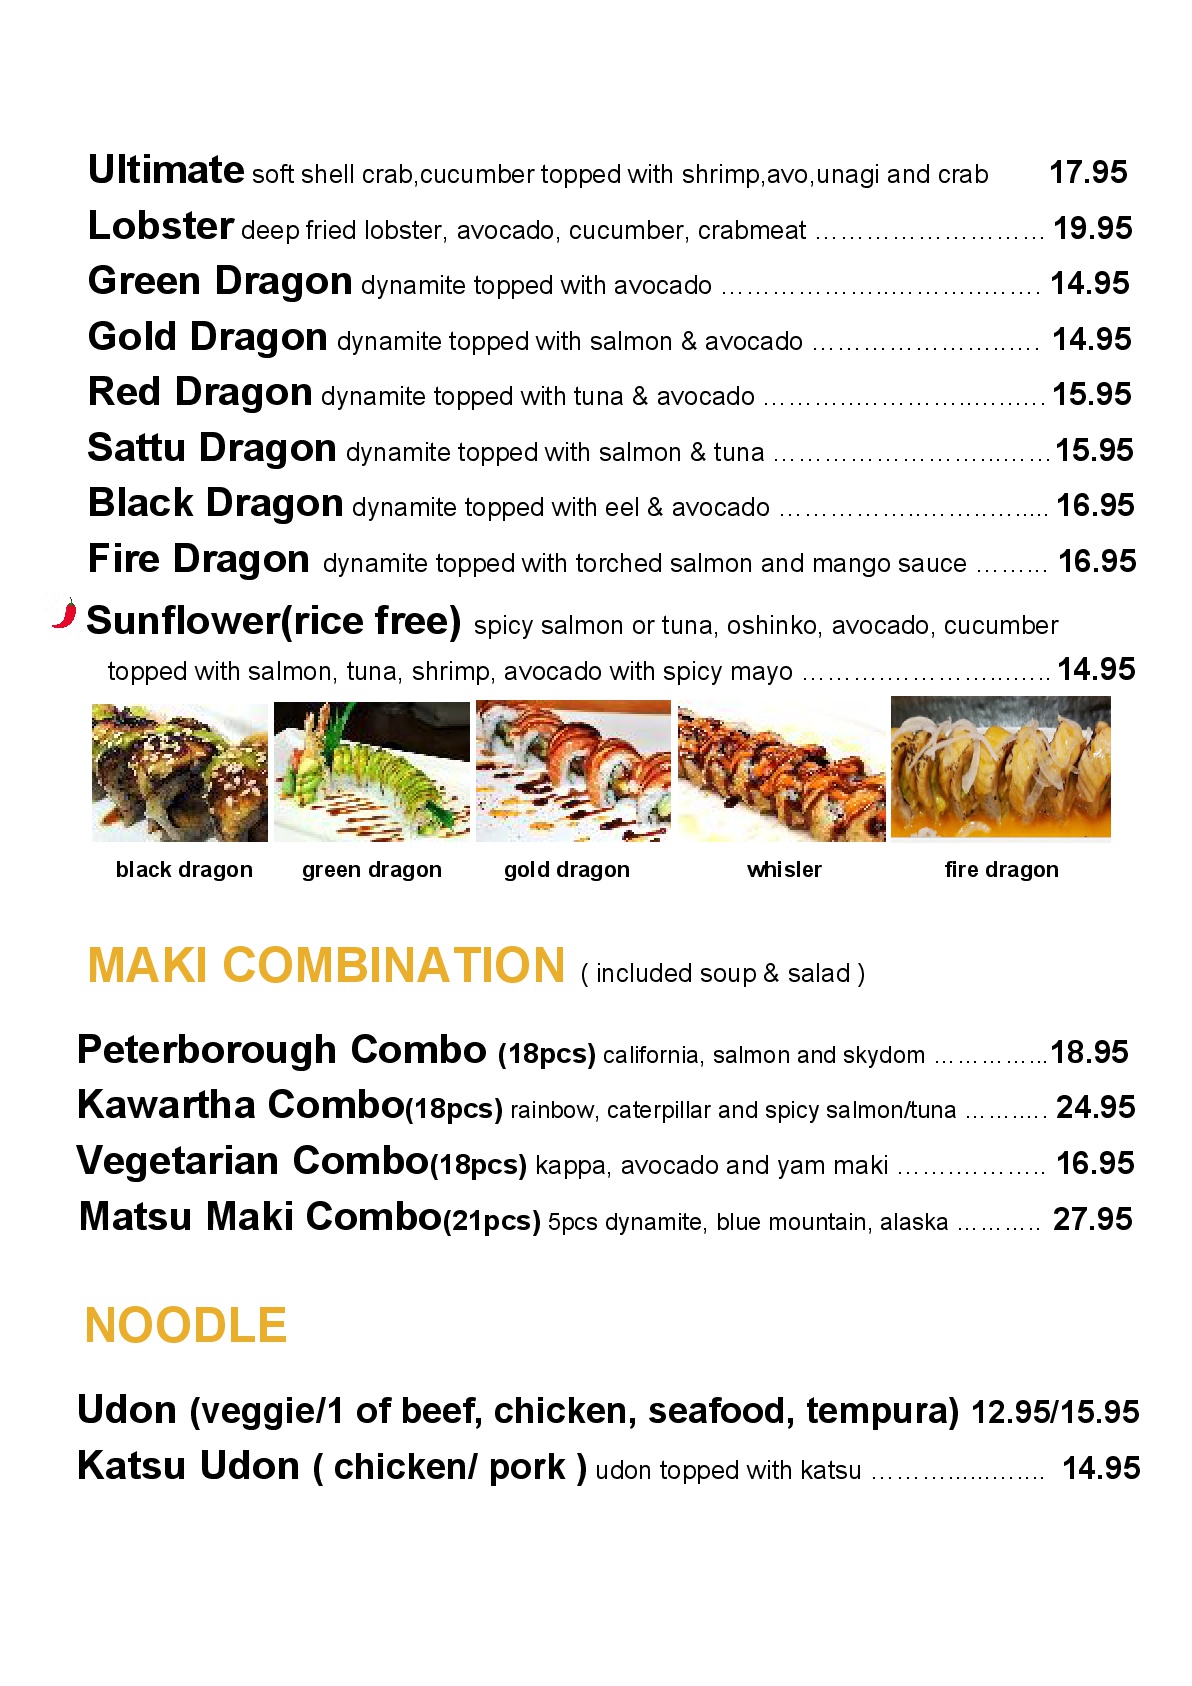 Ultimate soft shell crab,cucumber topped with shrimp,avo,unagi and crab 17.95
Lobster deep fried lobster, avocado, cucumber, crabmeat ……………………… 19.95
Green Dragon dynamite topped with avocado ………………..………..……. 14.95
Gold Dragon dynamite topped with salmon & avocado …………………..…. 14.95
Red Dragon dynamite topped with tuna & avocado ………..…………..……… 15.95
Sattu Dragon dynamite topped with salmon & tuna ……………………..…… 15.95
Black Dragon dynamite topped with eel & avocado ……………..……..…..... 16.95
Fire Dragon dynamite topped with torched salmon and mango sauce ……... 16.95
Sunflower(rice free) spicy salmon or tuna, oshinko, avocado, cucumber
topped with salmon, tuna, shrimp, avocado with spicy mayo ……….…………..….. 14.95
black dragon green dragon gold dragon whisler fire dragon
MAKI COMBINATION ( included soup & salad )
Peterborough Combo (18pcs) california, salmon and skydom …………..18.95
Kawartha Combo(18pcs) rainbow, caterpillar and spicy salmon/tuna ……..… 24.95
Vegetarian Combo(18pcs) kappa, avocado and yam maki …….……….. 16.95
Matsu Maki Combo(21pcs) 5pcs dynamite, blue mountain, alaska ……….. 27.95
NOODLE
Udon (veggie/1 of beef, chicken, seafood, tempura) 12.95/15.95
Katsu Udon ( chicken/ pork ) udon topped with katsu ………..…..……. 14.95